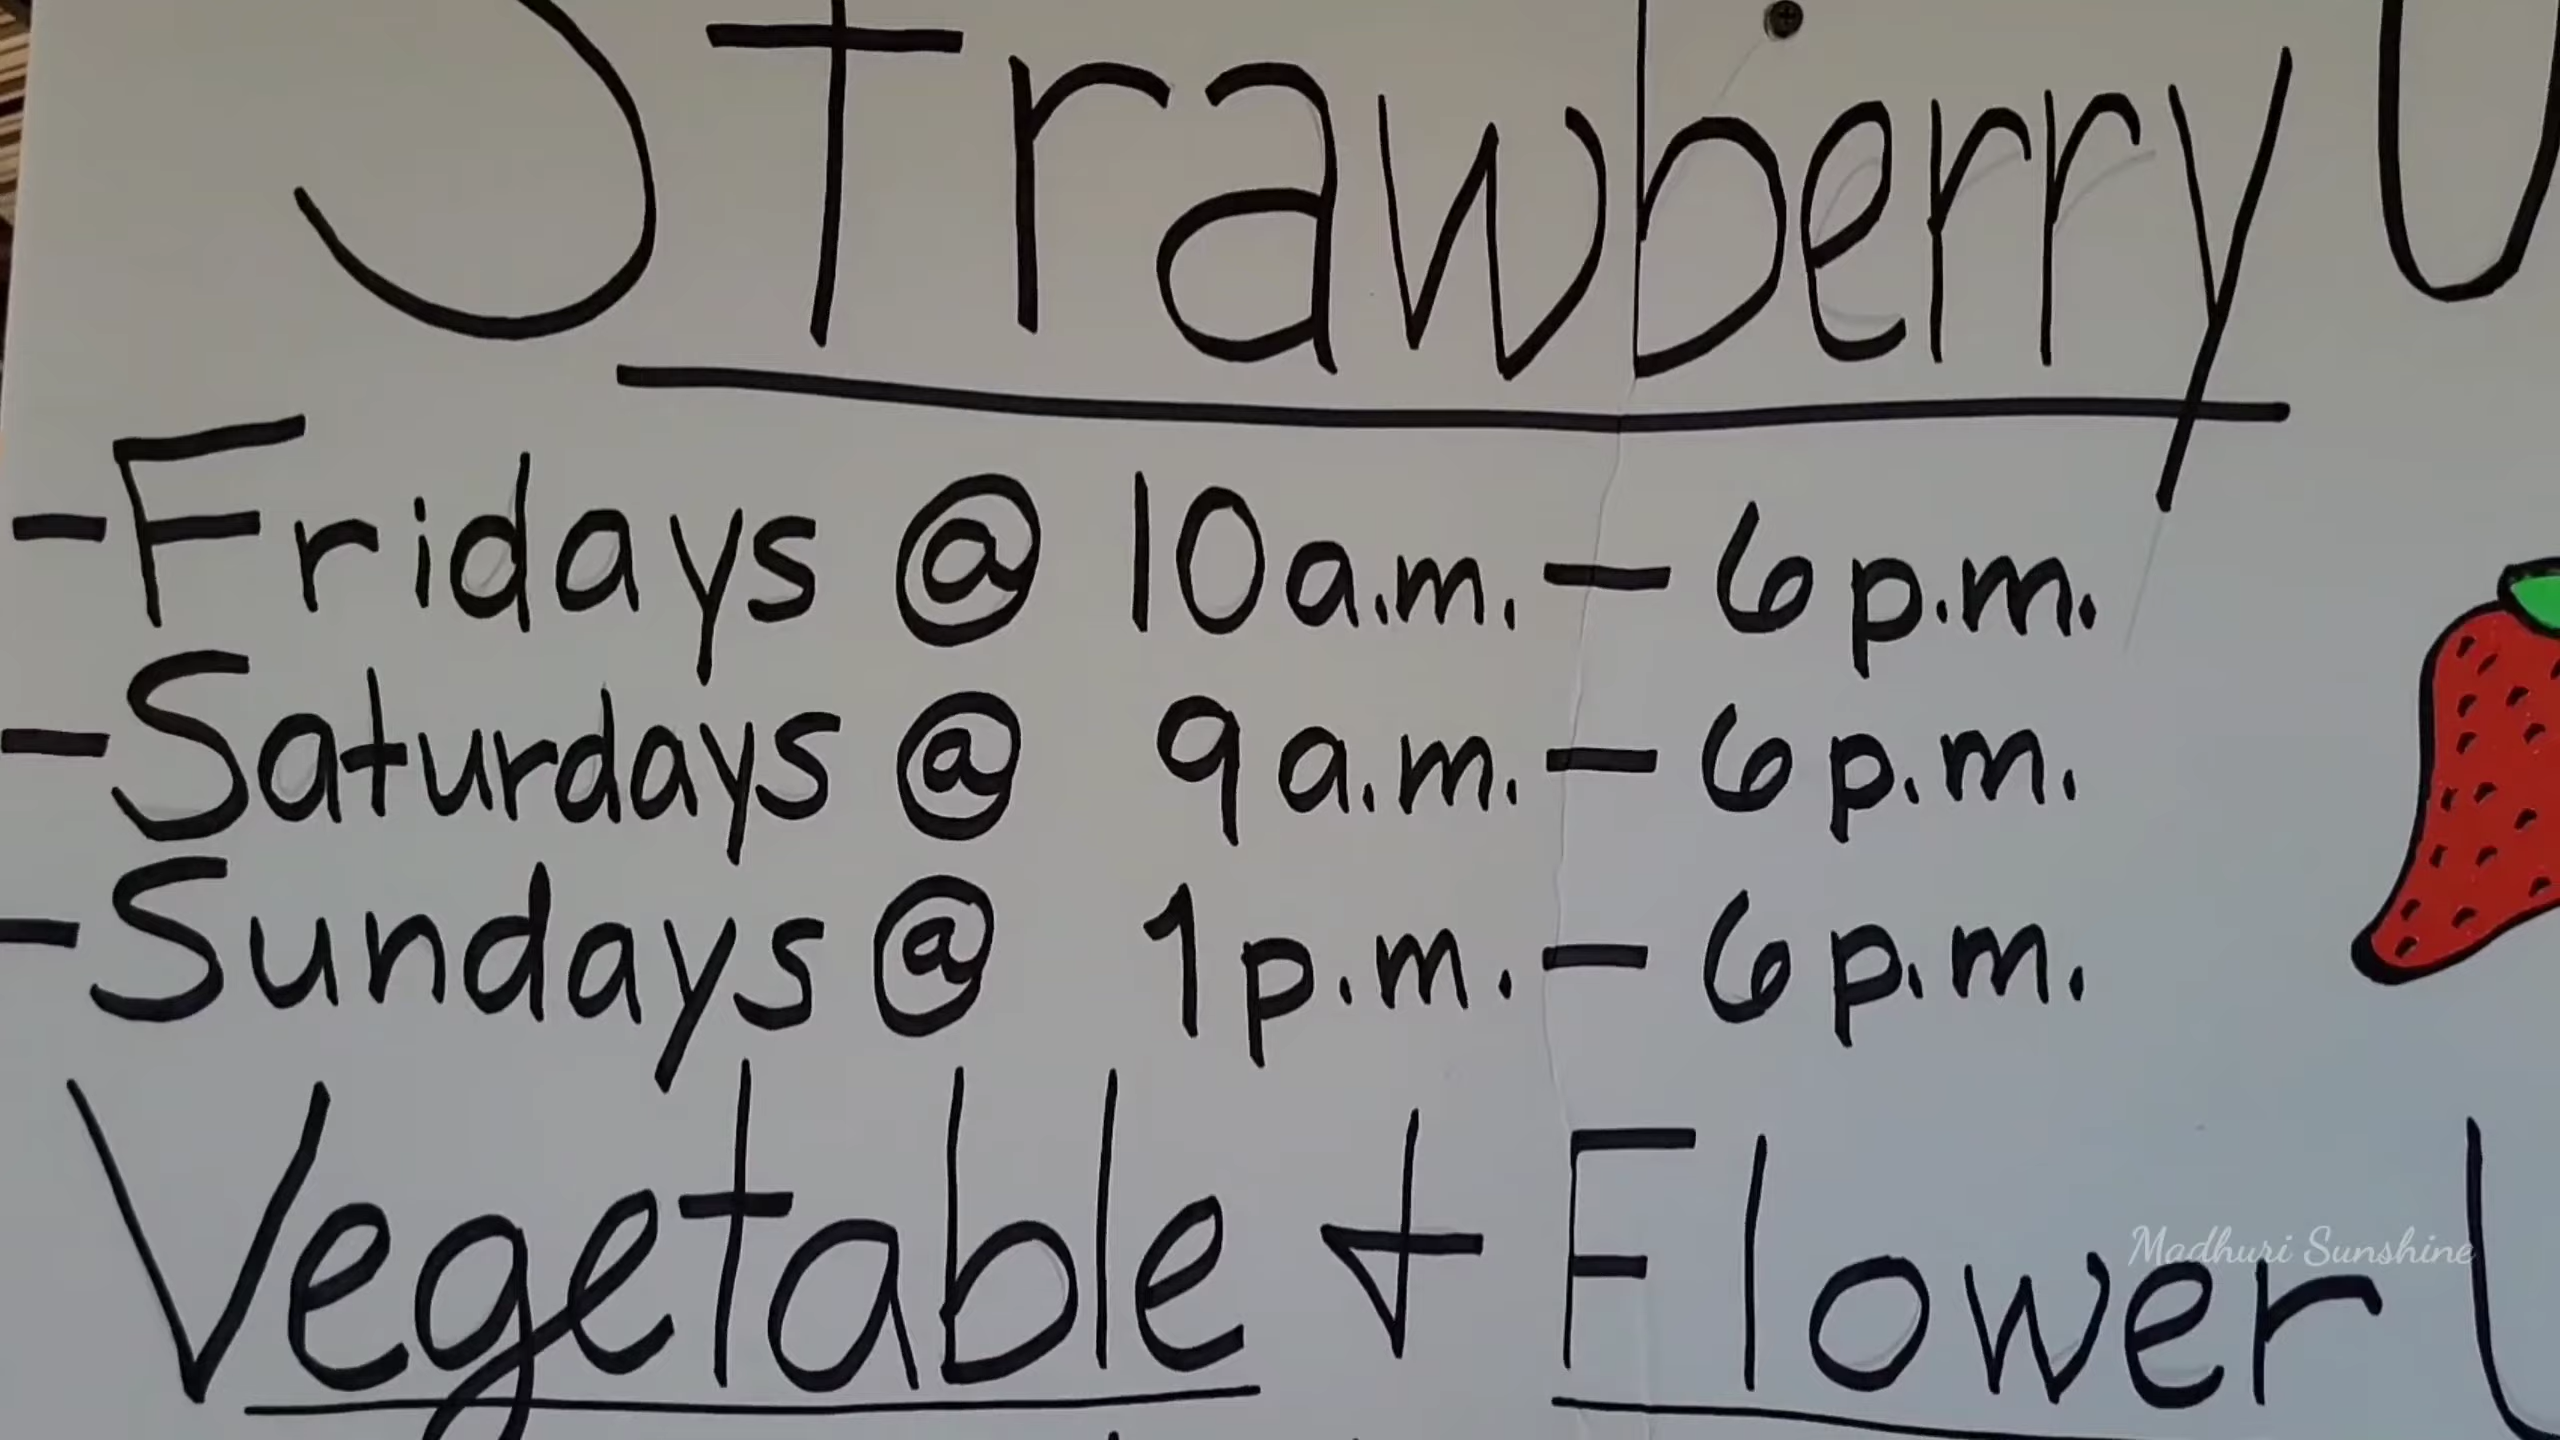 Strawberry U
-Fridays @ 10a.m. - 6p.m.
-Saturdays @ 9a.m. - 6p.m.
-Sundays @ 1p.m. - 6p.m.
Vegetable + Flower U
Madhuri Sunshine